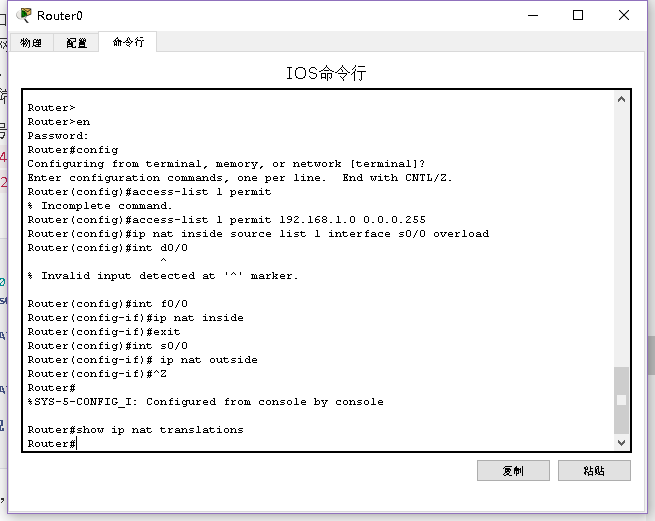 Router0
物理 配置 命令行
IOS命令行
Router>
Router>en
Password:
Router#config
Configuring from terminal, memory, or network [terminal]?
Enter configuration commands, one per line.  End with CNTL/Z.
Router(config)#access-list 1 permit
% Incomplete command.
Router(config)#access-list 1 permit 192.168.1.0 0.0.0.255
Router(config)#ip nat inside source list 1 interface s0/0 overload
Router(config)#int d0/0
^
% Invalid input detected at '^' marker.
Router(config)#int f0/0
Router(config-if)#ip nat inside
Router(config-if)#exit
Router(config)#int s0/0
Router(config-if)# ip nat outside
Router(config-if)#^Z
Router#
%SYS-5-CONFIG_I: Configured from console by console
Router#show ip nat translations
Router#
复制 粘贴